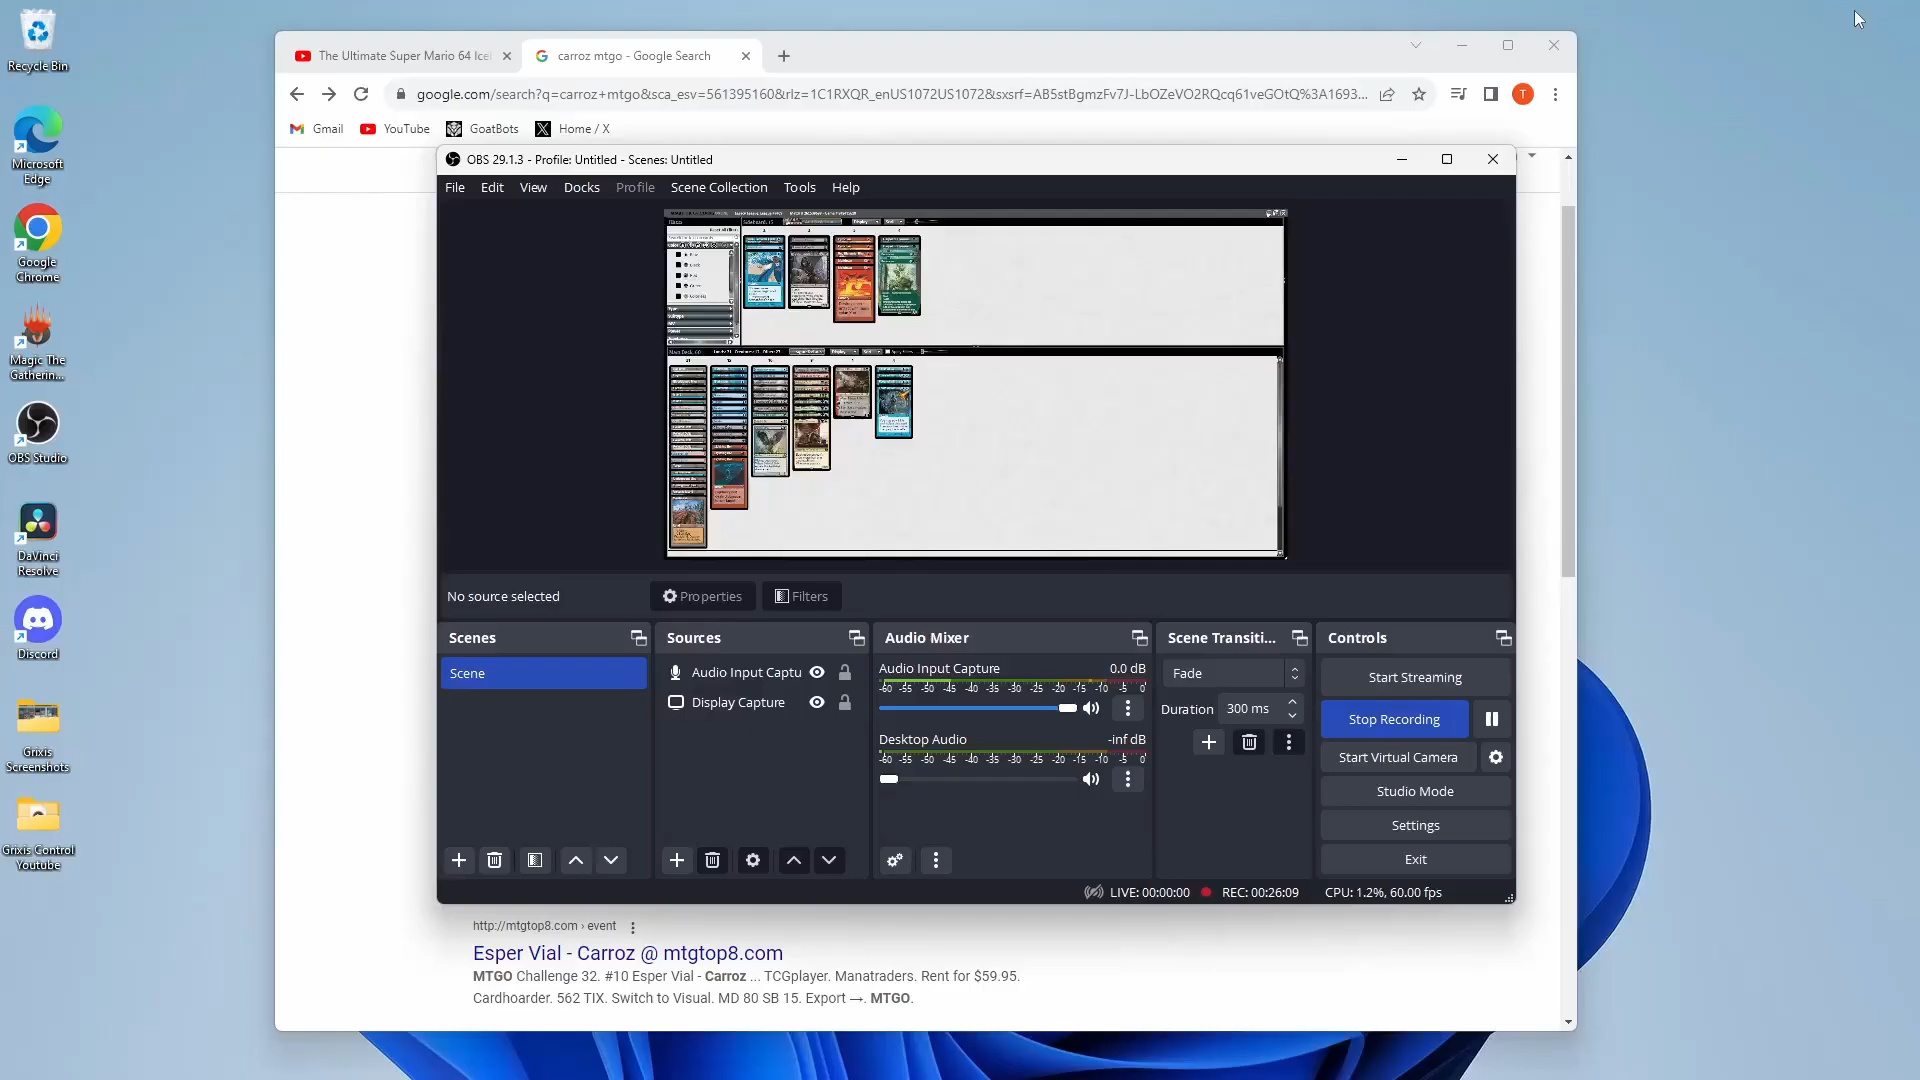 Recycle Bin
Microsoft
Edge
Google
Chrome
Magic The
Gatherin...
OBS Studio
DaVinci
Resolve
Discord
Grixis
Screenshots
Grixis Control
Youtube
The Ultimate Super Mario 64 Ice
carroz mtgo - Google Search
google.com/search?q=carroz+mtgo&sca_esv=561395160&rlz=1C1RXQR_enUS1072US1072&sxsrf=AB5stBgmzFv7J-LbOZeVO2RQcq61veGOtQ%3A1693...
T
Gmail
YouTube
GoatBots
Home / X
OBS 29.1.3 - Profile: Untitled - Scenes: Untitled
File Edit View Docks Profile Scene Collection Tools Help
No source selected
Properties
Filters
Scenes
Scene
Sources
Audio Input Captu
Display Capture
Audio Mixer
Audio Input Capture 0.0 dB
-60 -55 -50 -45 -40 -35 -30 -25 -20 -15 -10 -5 0
Desktop Audio -inf dB
-60 -55 -50 -45 -40 -35 -30 -25 -20 -15 -10 -5 0
Scene Transiti...
Fade
Duration 300 ms
Controls
Start Streaming
Stop Recording
Start Virtual Camera
Studio Mode
Settings
Exit
LIVE: 00:00:00 REC: 00:26:09 CPU: 1.2%, 60.00 fps
http://mtgtop8.com › event
Esper Vial - Carroz @ mtgtop8.com
MTGO Challenge 32. #10 Esper Vial - Carroz ... TCGplayer. Manatraders. Rent for $59.95.
Cardhoarder. 562 TIX. Switch to Visual. MD 80 SB 15. Export →. MTGO.